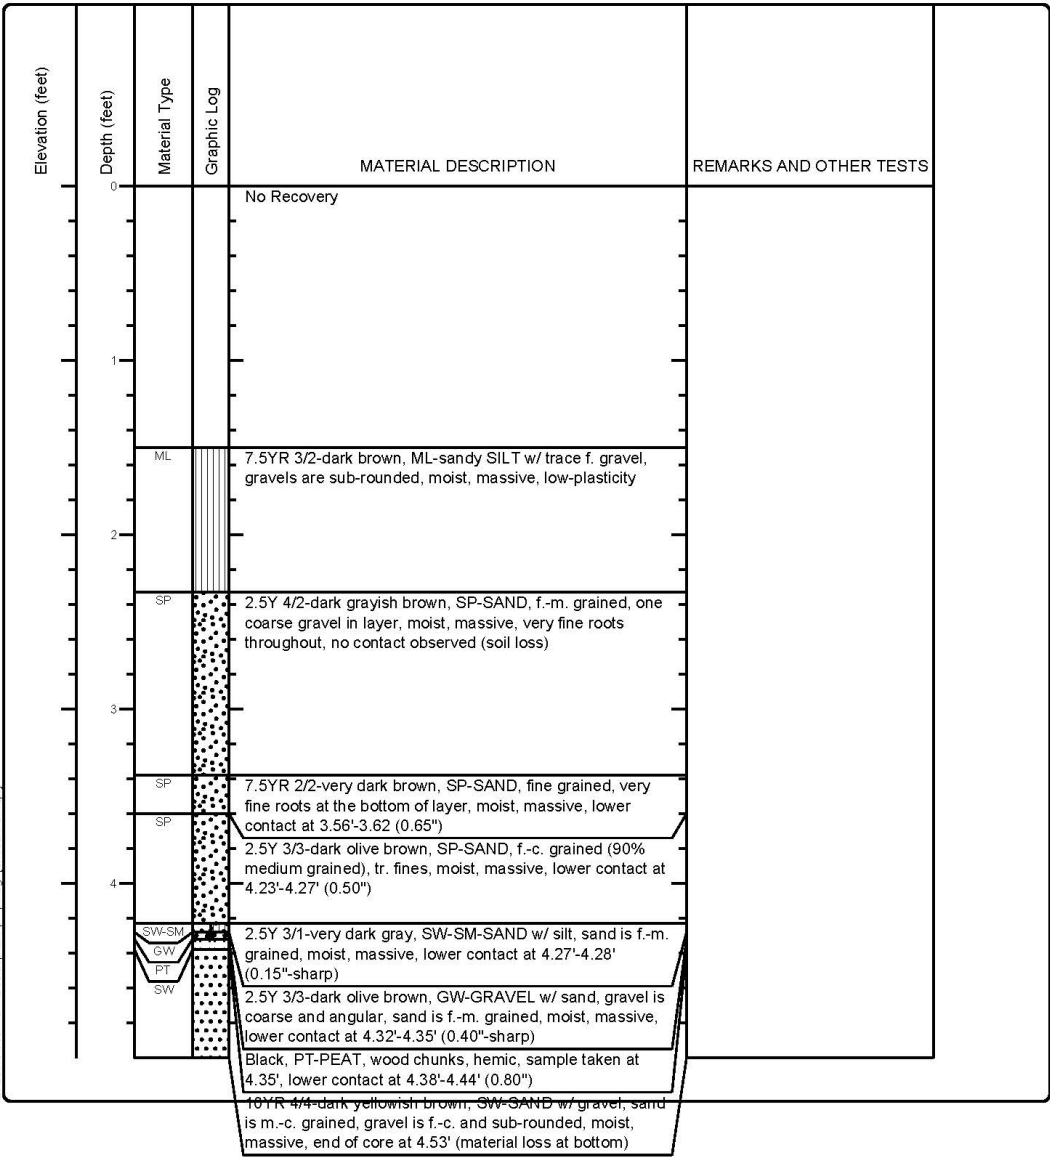 Elevation (feet)
Depth (feet)
Material Type
Graphic Log
MATERIAL DESCRIPTION
REMARKS AND OTHER TESTS
0
No Recovery
1
ML
7.5YR 3/2-dark brown, ML-sandy SILT w/ trace f. gravel,
gravels are sub-rounded, moist, massive, low-plasticity
2
SP
2.5Y 4/2-dark grayish brown, SP-SAND, f.-m. grained, one
coarse gravel in layer, moist, massive, very fine roots
throughout, no contact observed (soil loss)
3
SP
7.5YR 2/2-very dark brown, SP-SAND, fine grained, very
fine roots at the bottom of layer, moist, massive, lower
contact at 3.56'-3.62 (0.65")
SP
2.5Y 3/3-dark olive brown, SP-SAND, f.-c. grained (90%
medium grained), tr. fines, moist, massive, lower contact at
4.23'-4.27' (0.50")
4
SW-SM
2.5Y 3/1-very dark gray, SW-SM-SAND w/ silt, sand is f.-m.
grained, moist, massive, lower contact at 4.27'-4.28'
(0.15"-sharp)
GW
2.5Y 3/3-dark olive brown, GW-GRAVEL w/ sand, gravel is
coarse and angular, sand is f.-m. grained, moist, massive,
lower contact at 4.32'-4.35' (0.40"-sharp)
PT
Black, PT-PEAT, wood chunks, hemic, sample taken at
4.35', lower contact at 4.38'-4.44' (0.80")
SW
10YR 4/4-dark yellowish brown, SW-SAND w/ gravel, sand
is m.-c. grained, gravel is f.-c. and sub-rounded, moist,
massive, end of core at 4.53' (material loss at bottom)